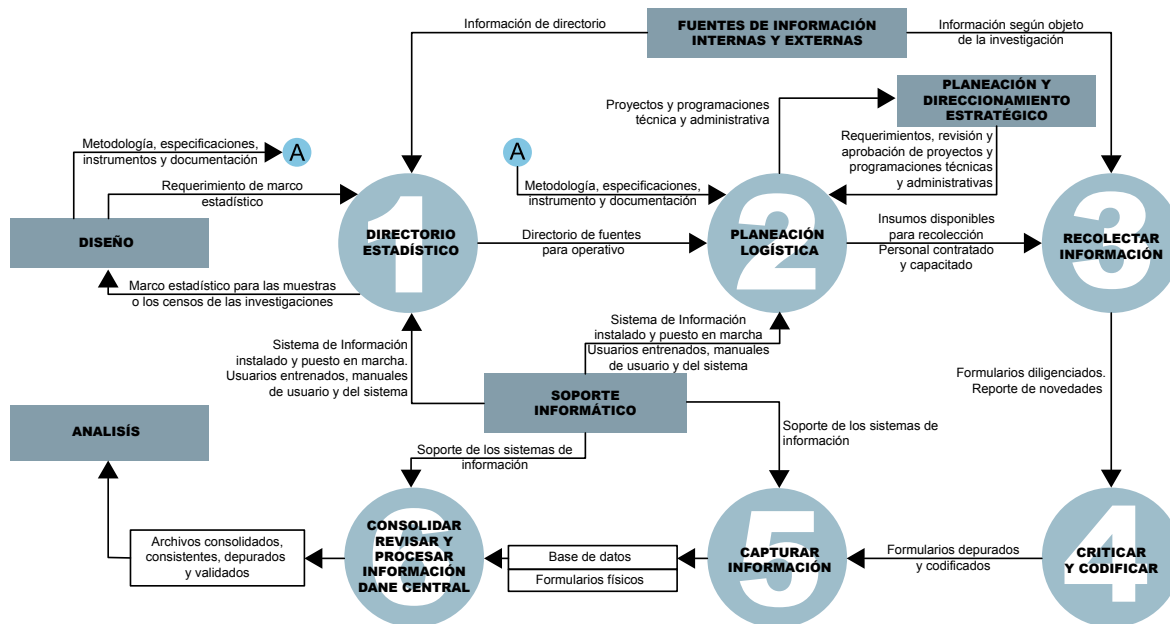 Información de directorio
FUENTES DE INFORMACIÓN
INTERNAS Y EXTERNAS
Información según objeto
de la investigación
PLANEACIÓN Y
DIRECCIONAMIENTO
ESTRATÉGICO
Proyectos y programaciones
técnica y administrativa
Requerimientos, revisión y
aprobación de proyectos y
programaciones técnicas
y administrativas
Metodología, especificaciones,
instrumentos y documentación
A
A
Requerimiento de marco
estadístico
Metodología, especificaciones,
instrumento y documentación
DISEÑO
1
DIRECTORIO
ESTADÍSTICO
Directorio de fuentes
para operativo
2
PLANEACIÓN
LOGÍSTICA
Insumos disponibles
para recolección
Personal contratado
y capacitado
3
RECOLECTAR
INFORMACIÓN
Marco estadístico para las muestras
o los censos de las investigaciones
Sistema de Información
instalado y puesto en marcha.
Usuarios entrenados, manuales
de usuario y del sistema
Sistema de Información
instalado y puesto en marcha
Usuarios entrenados, manuales
de usuario y del sistema
Formularios diligenciados.
Reporte de novedades
SOPORTE
INFORMÁTICO
ANALISÍS
Soporte de los sistemas de
información
Soporte de los sistemas de
información
Archivos consolidados,
consistentes, depurados
y validados
6
CONSOLIDAR
REVISAR Y
PROCESAR
INFORMACIÓN
DANE CENTRAL
Base de datos
Formularios físicos
5
CAPTURAR
INFORMACIÓN
Formularios depurados
y codificados
4
CRITICAR
Y CODIFICAR